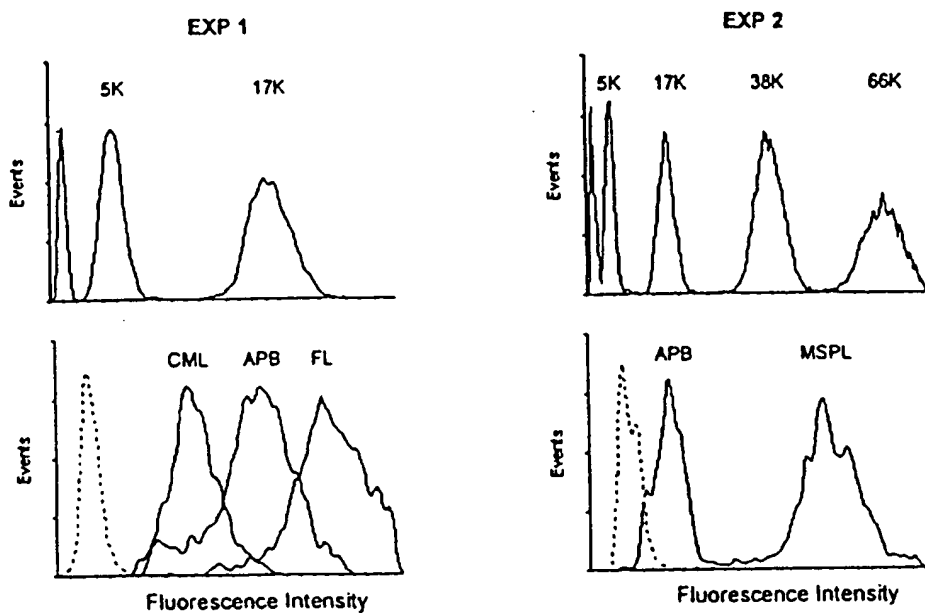 EXP 1
5K 17K
Events
CML APB FL
Events
Fluorescence Intensity
EXP 2
5K 17K 38K 66K
Events
APB MSPL
Events
Fluorescence Intensity